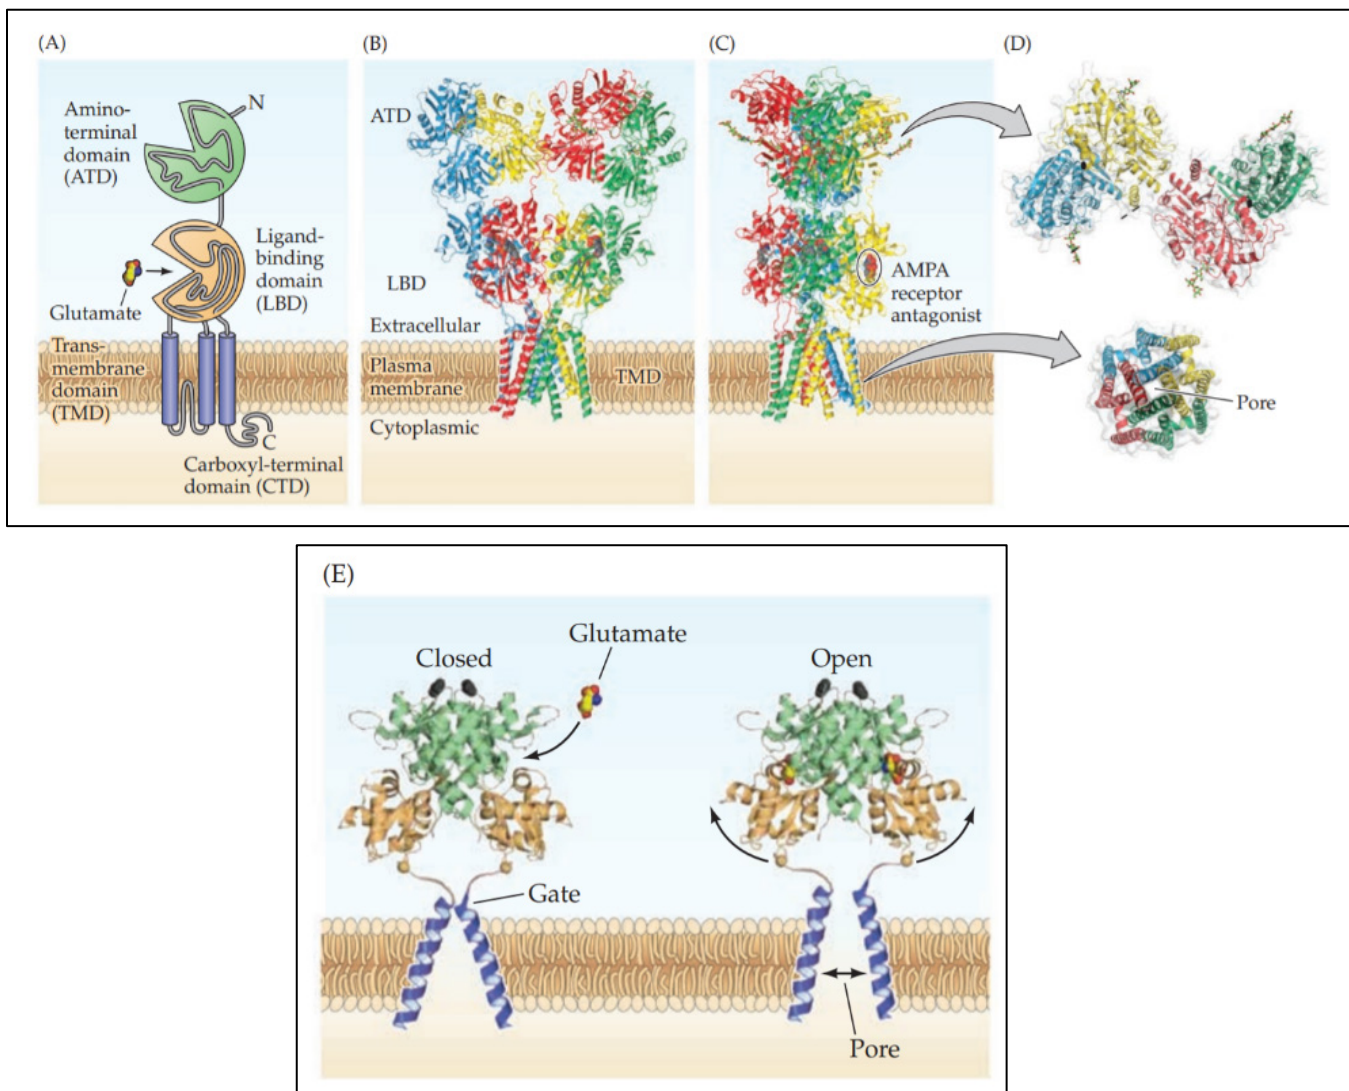 (A)
Amino-
terminal
domain
(ATD)
N
Ligand-
binding
domain
(LBD)
Glutamate
Trans-
membrane
domain
(TMD)
C
Carboxyl-terminal
domain (CTD)
(B)
ATD
LBD
Extracellular
Plasma
membrane
TMD
Cytoplasmic
(C)
AMPA
receptor
antagonist
(D)
Pore
(E)
Glutamate
Closed
Open
Gate
Pore